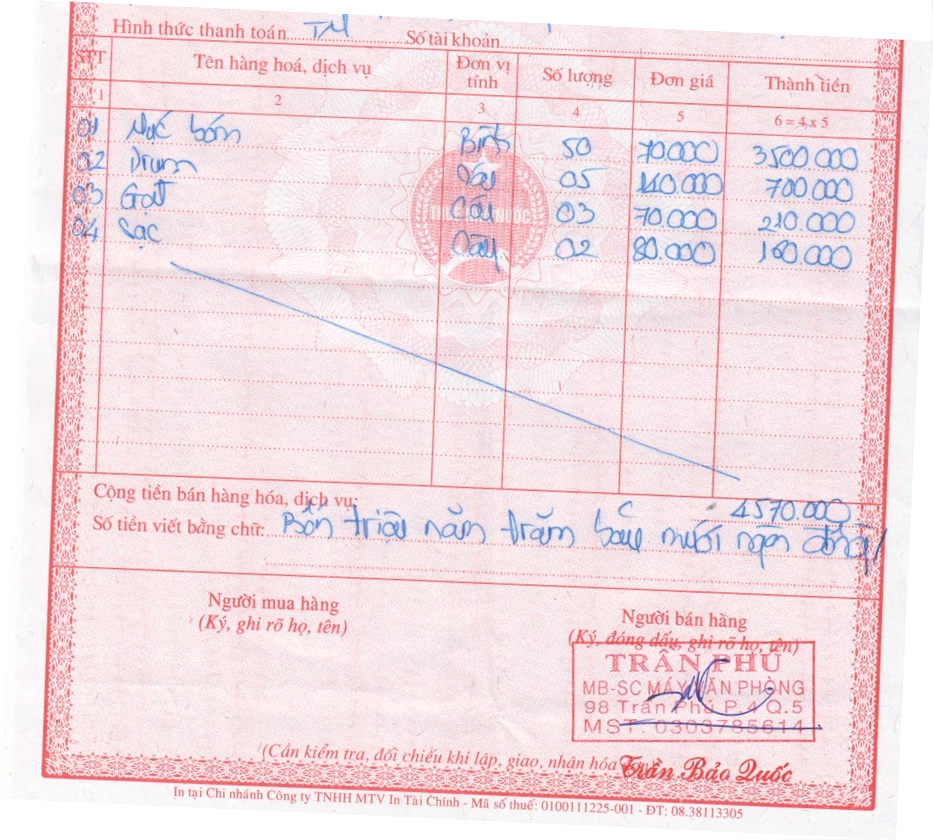 Hình thức thanh toán TM Số tài khoản
STT Tên hàng hoá, dịch vụ Đơn vị tính Số lượng Đơn giá Thành tiền
1 2 3 4 5 6 = 4 x 5
01 Mực bơm Bình 50 70.000 3500.000
02 Drum Cây 05 140.000 700.000
03 Gạt Cái 03 70.000 210.000
04 Sạc Cây 02 80.000 160.000
Cộng tiền bán hàng hóa, dịch vụ: 4570.000
Số tiền viết bằng chữ: Bốn triệu năm trăm bảy mươi ngàn đồng/
Người mua hàng
(Ký, ghi rõ họ, tên)
Người bán hàng
(Ký, đóng dấu, ghi rõ họ, tên)
TRẦN PHÚ
MB-SC MÁY VĂN PHÒNG
98 Trần Phú P.4 Q.5
MST: 0303785614
(Cần kiểm tra, đối chiếu khi lập, giao, nhận hóa
Trần Bảo Quốc
In tại Chi nhánh Công ty TNHH MTV In Tài Chính - Mã số thuế: 0100111225-001 - ĐT: 08.38113305